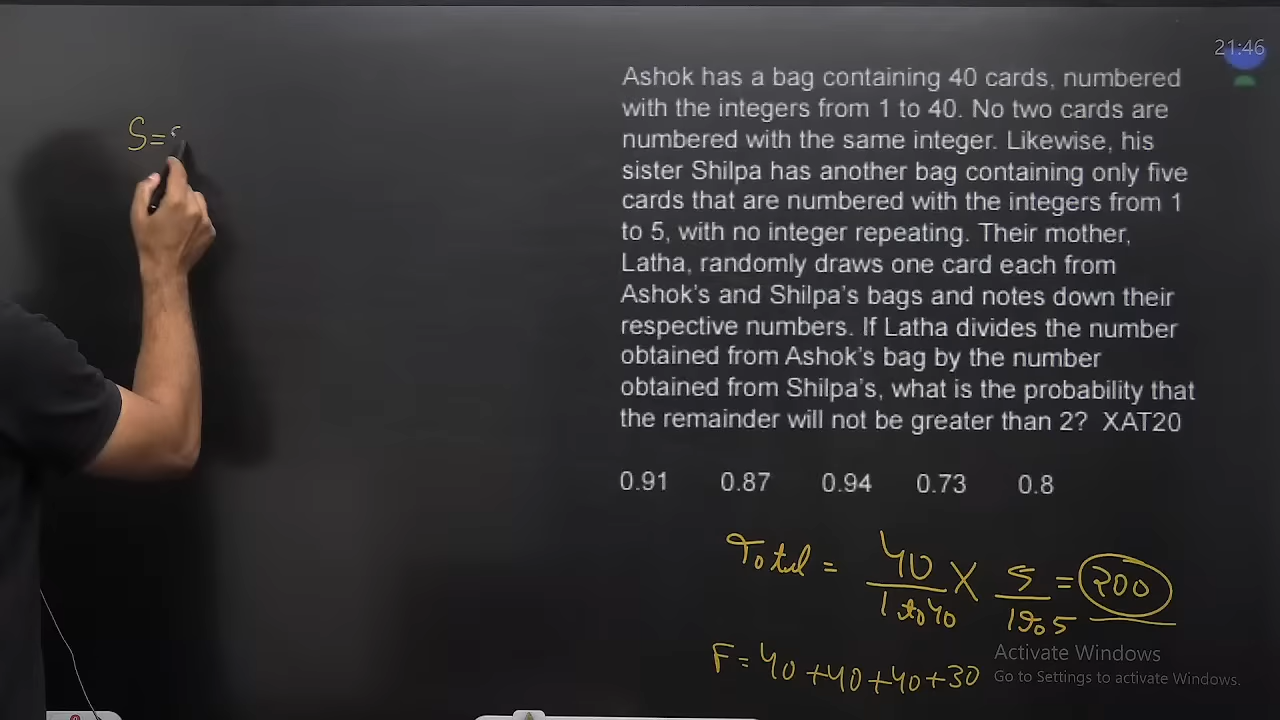 21:46
Ashok has a bag containing 40 cards, numbered
with the integers from 1 to 40. No two cards are
numbered with the same integer. Likewise, his
sister Shilpa has another bag containing only five
cards that are numbered with the integers from 1
to 5, with no integer repeating. Their mother,
Latha, randomly draws one card each from
Ashok's and Shilpa's bags and notes down their
respective numbers. If Latha divides the number
obtained from Ashok's bag by the number
obtained from Shilpa's, what is the probability that
the remainder will not be greater than 2? XAT20
0.91 0.87 0.94 0.73 0.8
S=
Total = 40 X 5 = 200
1 to 40 1 to 5
F = 40 + 40 + 40 + 30
Activate Windows
Go to Settings to activate Windows.